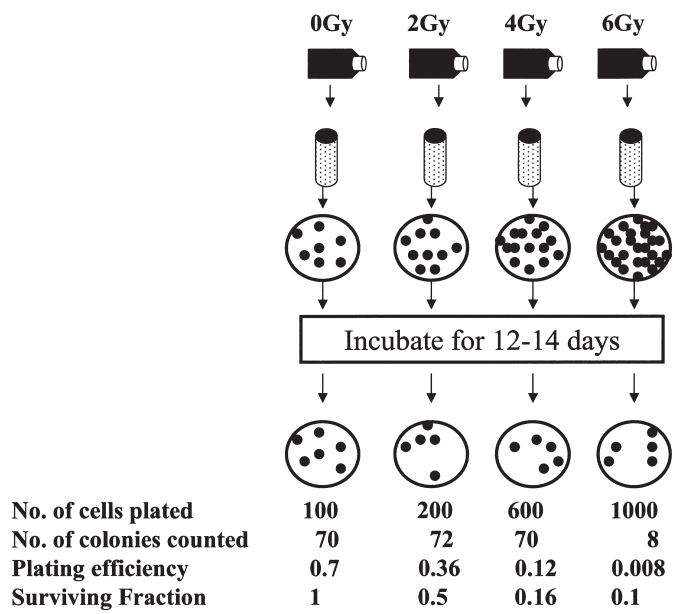 0Gy 2Gy 4Gy 6Gy
Incubate for 12-14 days
No. of cells plated 100 200 600 1000
No. of colonies counted 70 72 70 8
Plating efficiency 0.7 0.36 0.12 0.008
Surviving Fraction 1 0.5 0.16 0.1